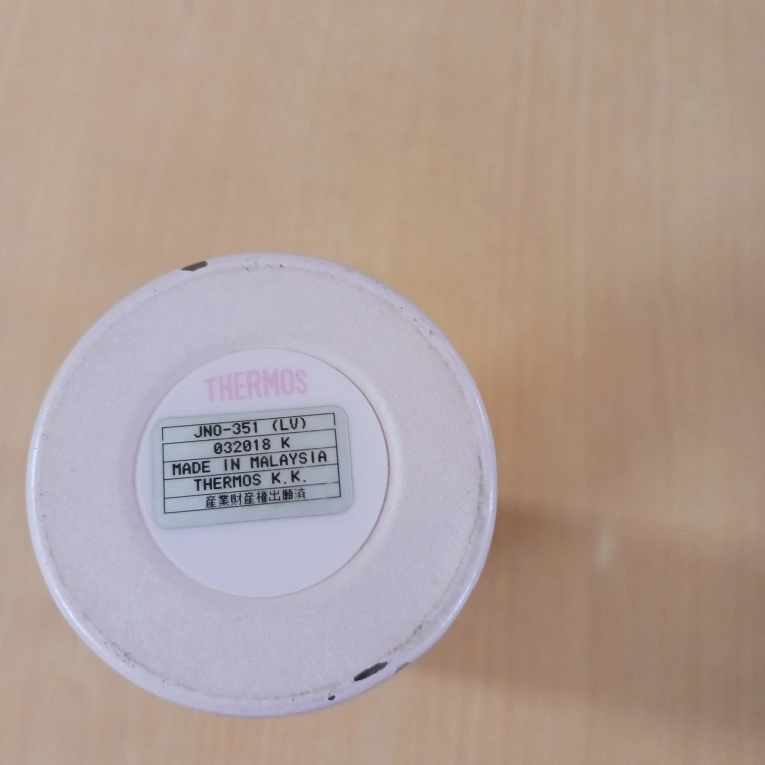 THERMOS
JNO-351 (LV)
032018 K
MADE IN MALAYSIA
THERMOS K.K.
産業財産権出願済